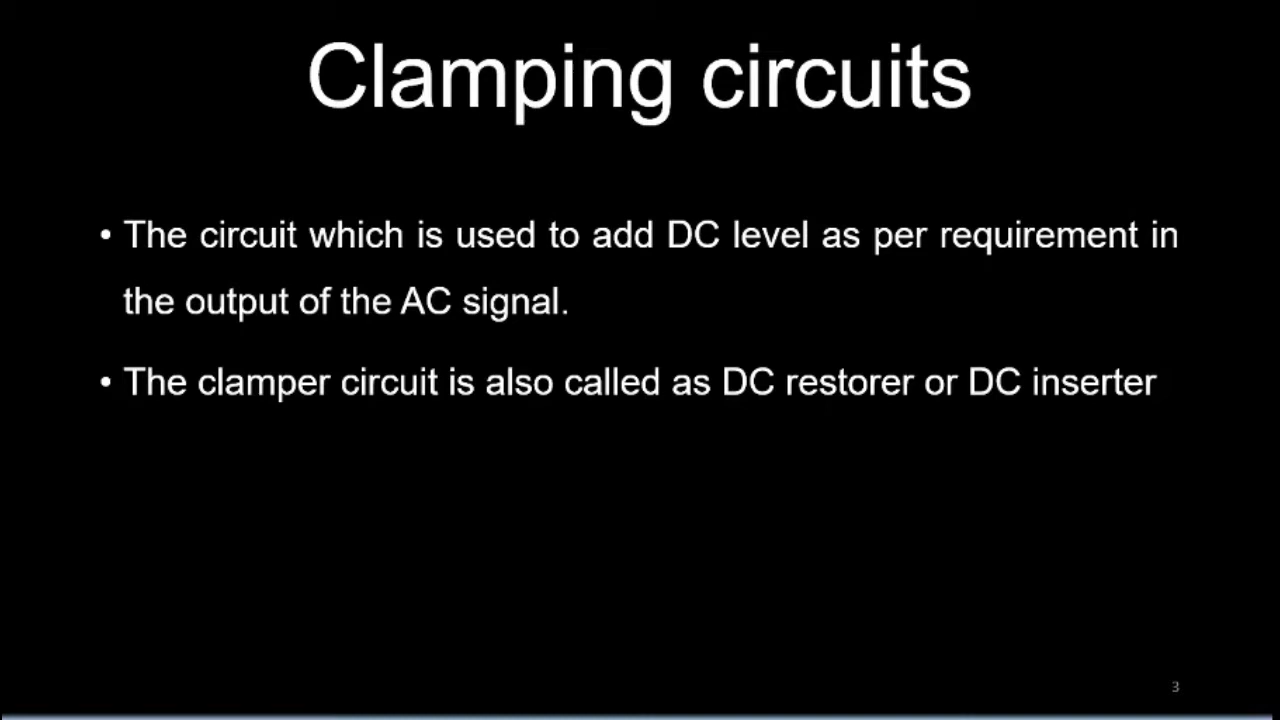 Clamping circuits
• The circuit which is used to add DC level as per requirement in
the output of the AC signal.
• The clamper circuit is also called as DC restorer or DC inserter
3